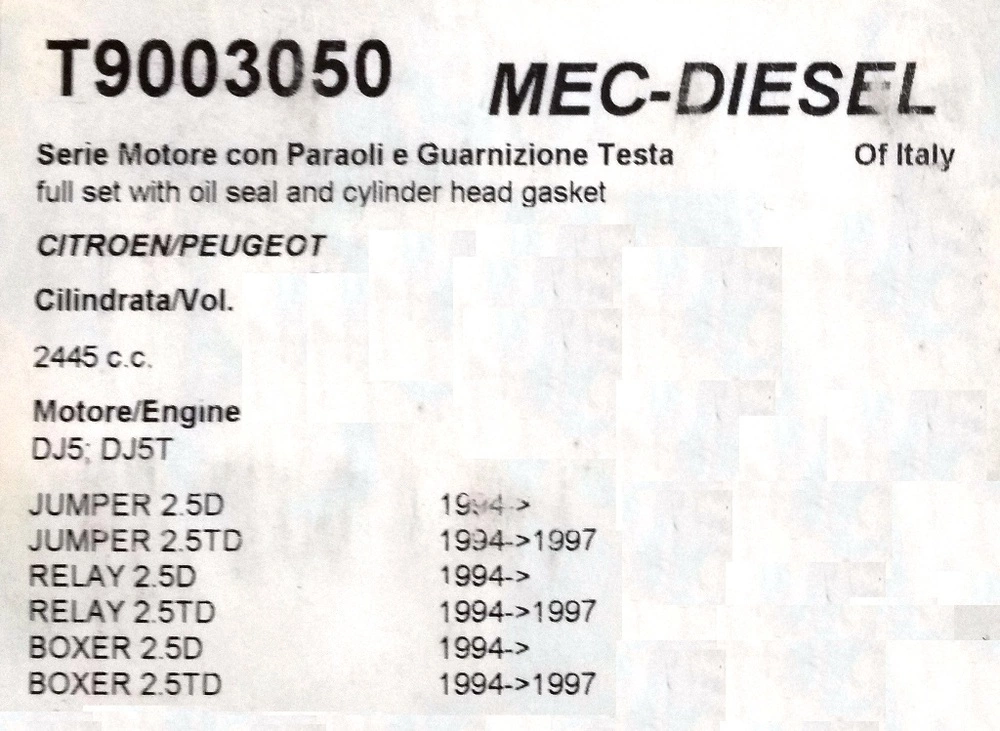 T9003050 MEC-DIESEL
Serie Motore con Paraoli e Guarnizione Testa Of Italy
full set with oil seal and cylinder head gasket
CITROEN/PEUGEOT
Cilindrata/Vol.
2445 c.c.
Motore/Engine
DJ5; DJ5T
JUMPER 2.5D 1994->
JUMPER 2.5TD 1994->1997
RELAY 2.5D 1994->
RELAY 2.5TD 1994->1997
BOXER 2.5D 1994->
BOXER 2.5TD 1994->1997